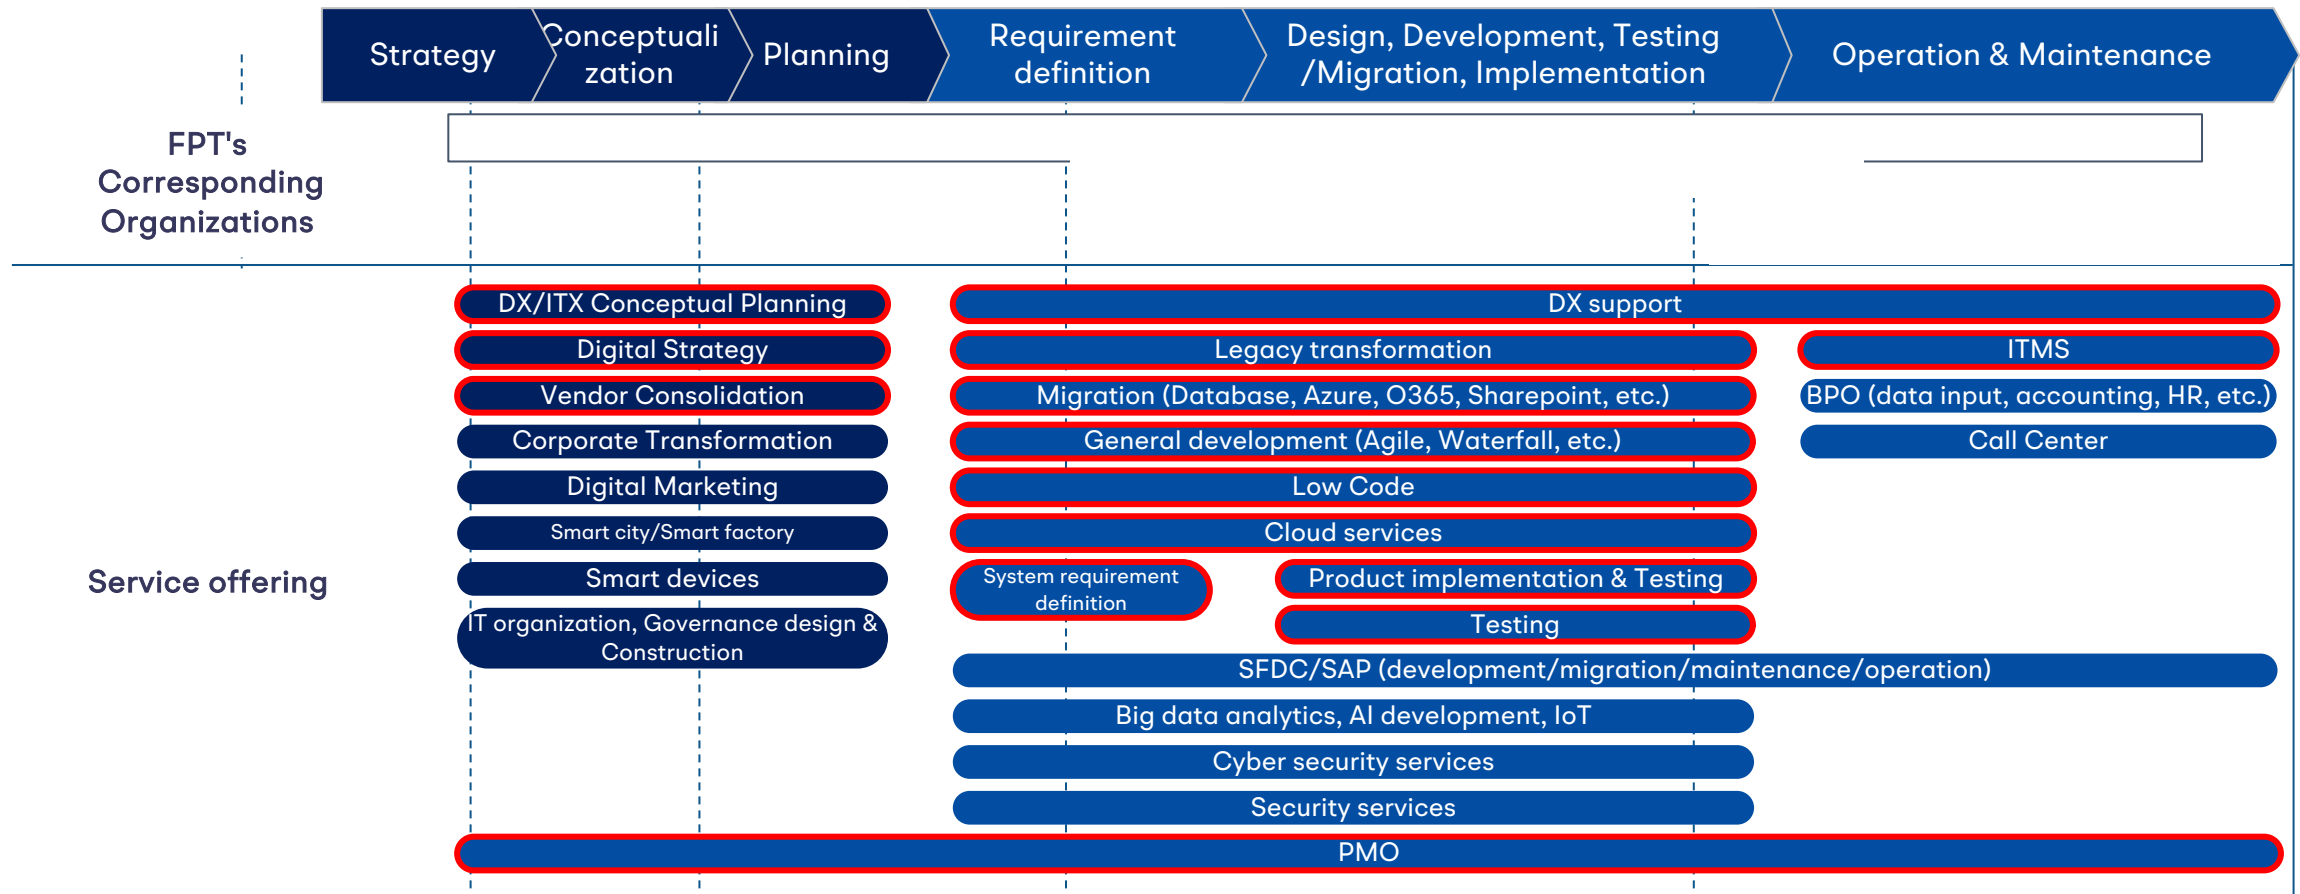 Strategy
Conceptuali
zation
Planning
Requirement
definition
Design, Development, Testing
/Migration, Implementation
Operation & Maintenance
FPT's
Corresponding
Organizations
Service offering
DX/ITX Conceptual Planning
Digital Strategy
Vendor Consolidation
Corporate Transformation
Digital Marketing
Smart city/Smart factory
Smart devices
IT organization, Governance design &
Construction
DX support
Legacy transformation
Migration (Database, Azure, O365, Sharepoint, etc.)
General development (Agile, Waterfall, etc.)
Low Code
Cloud services
System requirement
definition
Product implementation & Testing
Testing
ITMS
BPO (data input, accounting, HR, etc.)
Call Center
SFDC/SAP (development/migration/maintenance/operation)
Big data analytics, AI development, IoT
Cyber security services
Security services
PMO